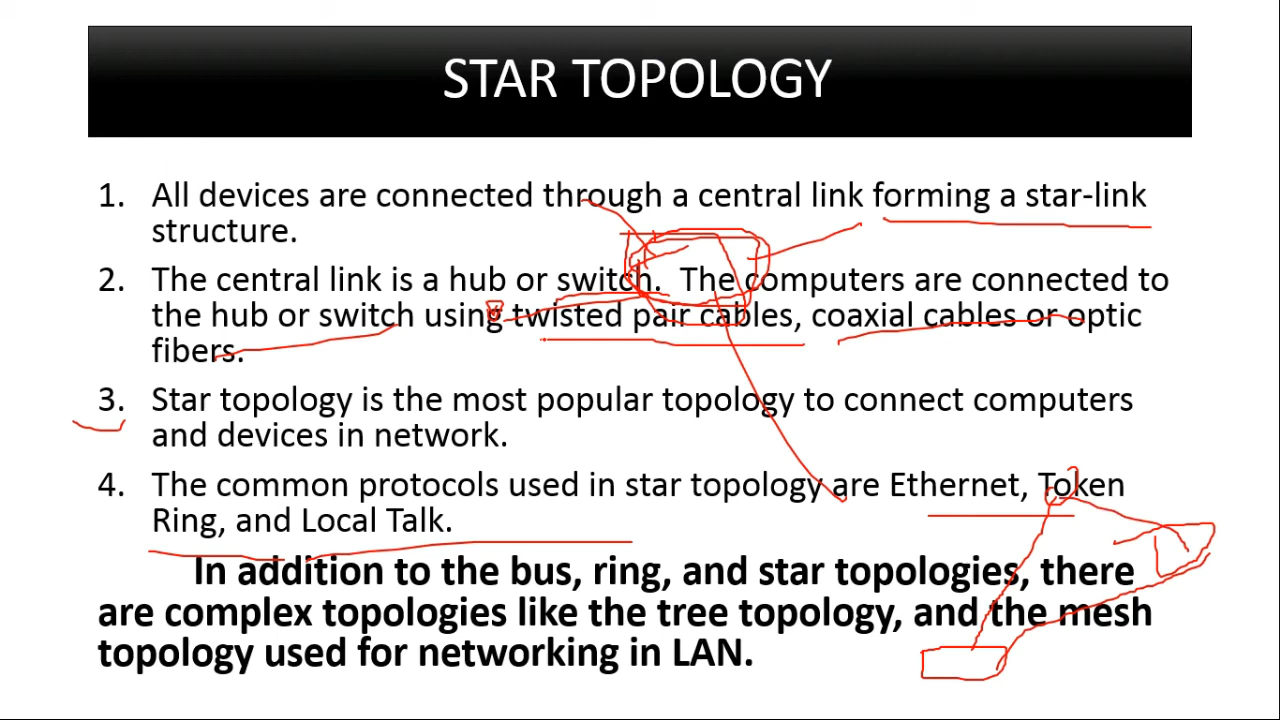 STAR TOPOLOGY
1. All devices are connected through a central link forming a star-link
structure.
2. The central link is a hub or switch. The computers are connected to
the hub or switch using twisted pair cables, coaxial cables or optic
fibers.
3. Star topology is the most popular topology to connect computers
and devices in network.
4. The common protocols used in star topology are Ethernet, Token
Ring, and Local Talk.
In addition to the bus, ring, and star topologies, there
are complex topologies like the tree topology, and the mesh
topology used for networking in LAN.